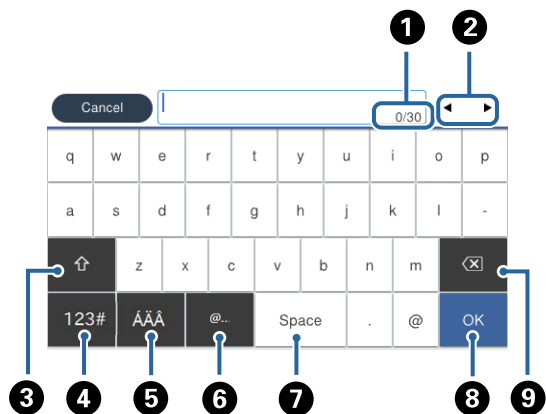 1 2
Cancel 0/30
q w e r t y u i o p
a s d f g h j k l -
z x c v b n m
123# ÁÄÂ @... Space . @ OK
3 4 5 6 7 8 9